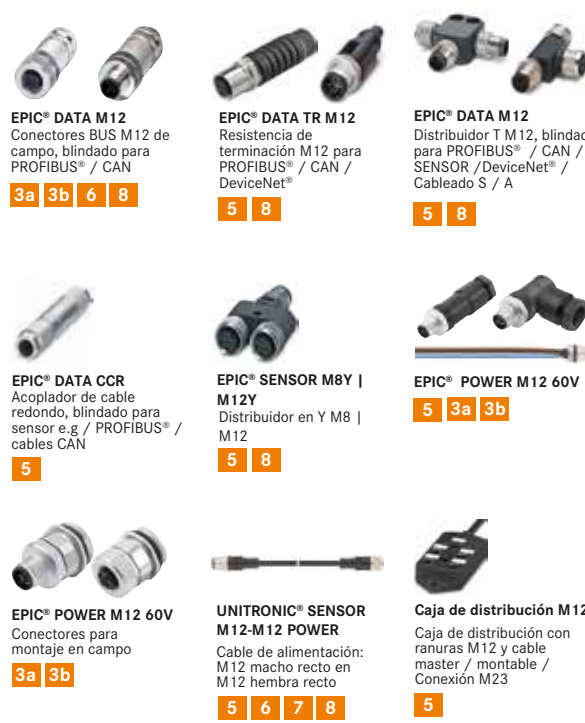 EPIC® DATA M12
Conectores BUS M12 de
campo, blindado para
PROFIBUS® / CAN
3a 3b 6 8
EPIC® DATA TR M12
Resistencia de
terminación M12 para
PROFIBUS® / CAN /
DeviceNet®
5 8
EPIC® DATA M12
Distribuidor T M12,
para PROFIBUS® / CAN /
SENSOR /DeviceNet® /
Cableado S / A
5 8
EPIC® DATA CCR
Acoplador de cable
redondo, blindado para
sensor e.g / PROFIBUS® /
cables CAN
5
EPIC® SENSOR M8Y |
M12Y
Distribuidor en Y M8 |
M12
5 8
EPIC® POWER M12 60V
5 3a 3b
EPIC® POWER M12 60V
Conectores para
montaje en campo
3a 3b
UNITRONIC® SENSOR
M12-M12 POWER
Cable de alimentación:
M12 macho recto en
M12 hembra recto
5 6 7 8
Caja de distribución M12
Caja de distribución con
ranuras M12 y cable
master / montable /
Conexión M23
5